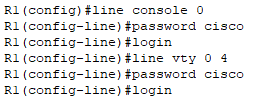 R1(config)#line console 0
R1(config-line)#password cisco
R1(config-line)#login
R1(config-line)#line vty 0 4
R1(config-line)#password cisco
R1(config-line)#login